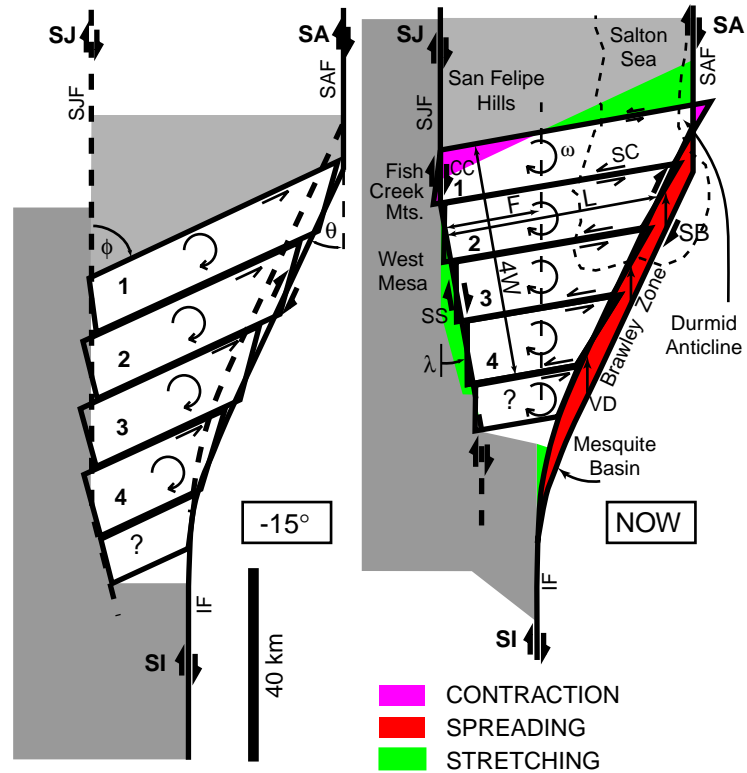 SJ
SA
SJF
SAF
ϕ
θ
1
2
3
4
?
-15°
IF
SI
40 km
SJ
SA
San Felipe
Hills
Salton
Sea
SJF
SAF
CC
ω
SC
Fish
Creek
Mts.
1
F
L
2
SB
West
Mesa
4W
3
SS
Durmid
Anticline
Brawley Zone
λ
4
?
VD
Mesquite
Basin
NOW
IF
SI
CONTRACTION
SPREADING
STRETCHING